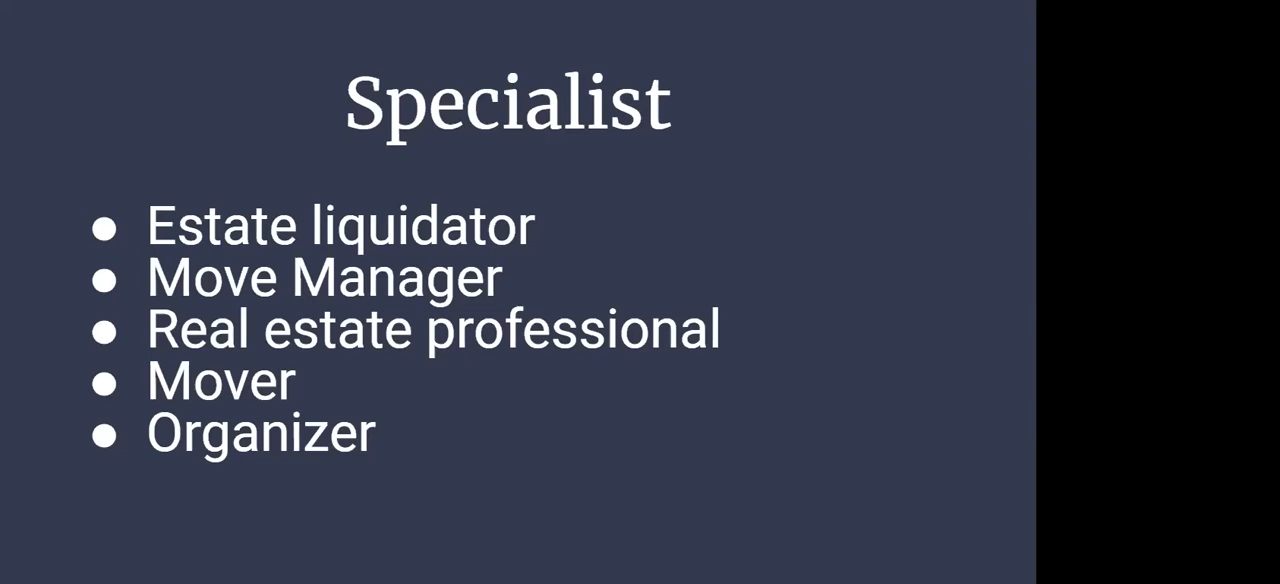 Specialist
● Estate liquidator
● Move Manager
● Real estate professional
● Mover
● Organizer